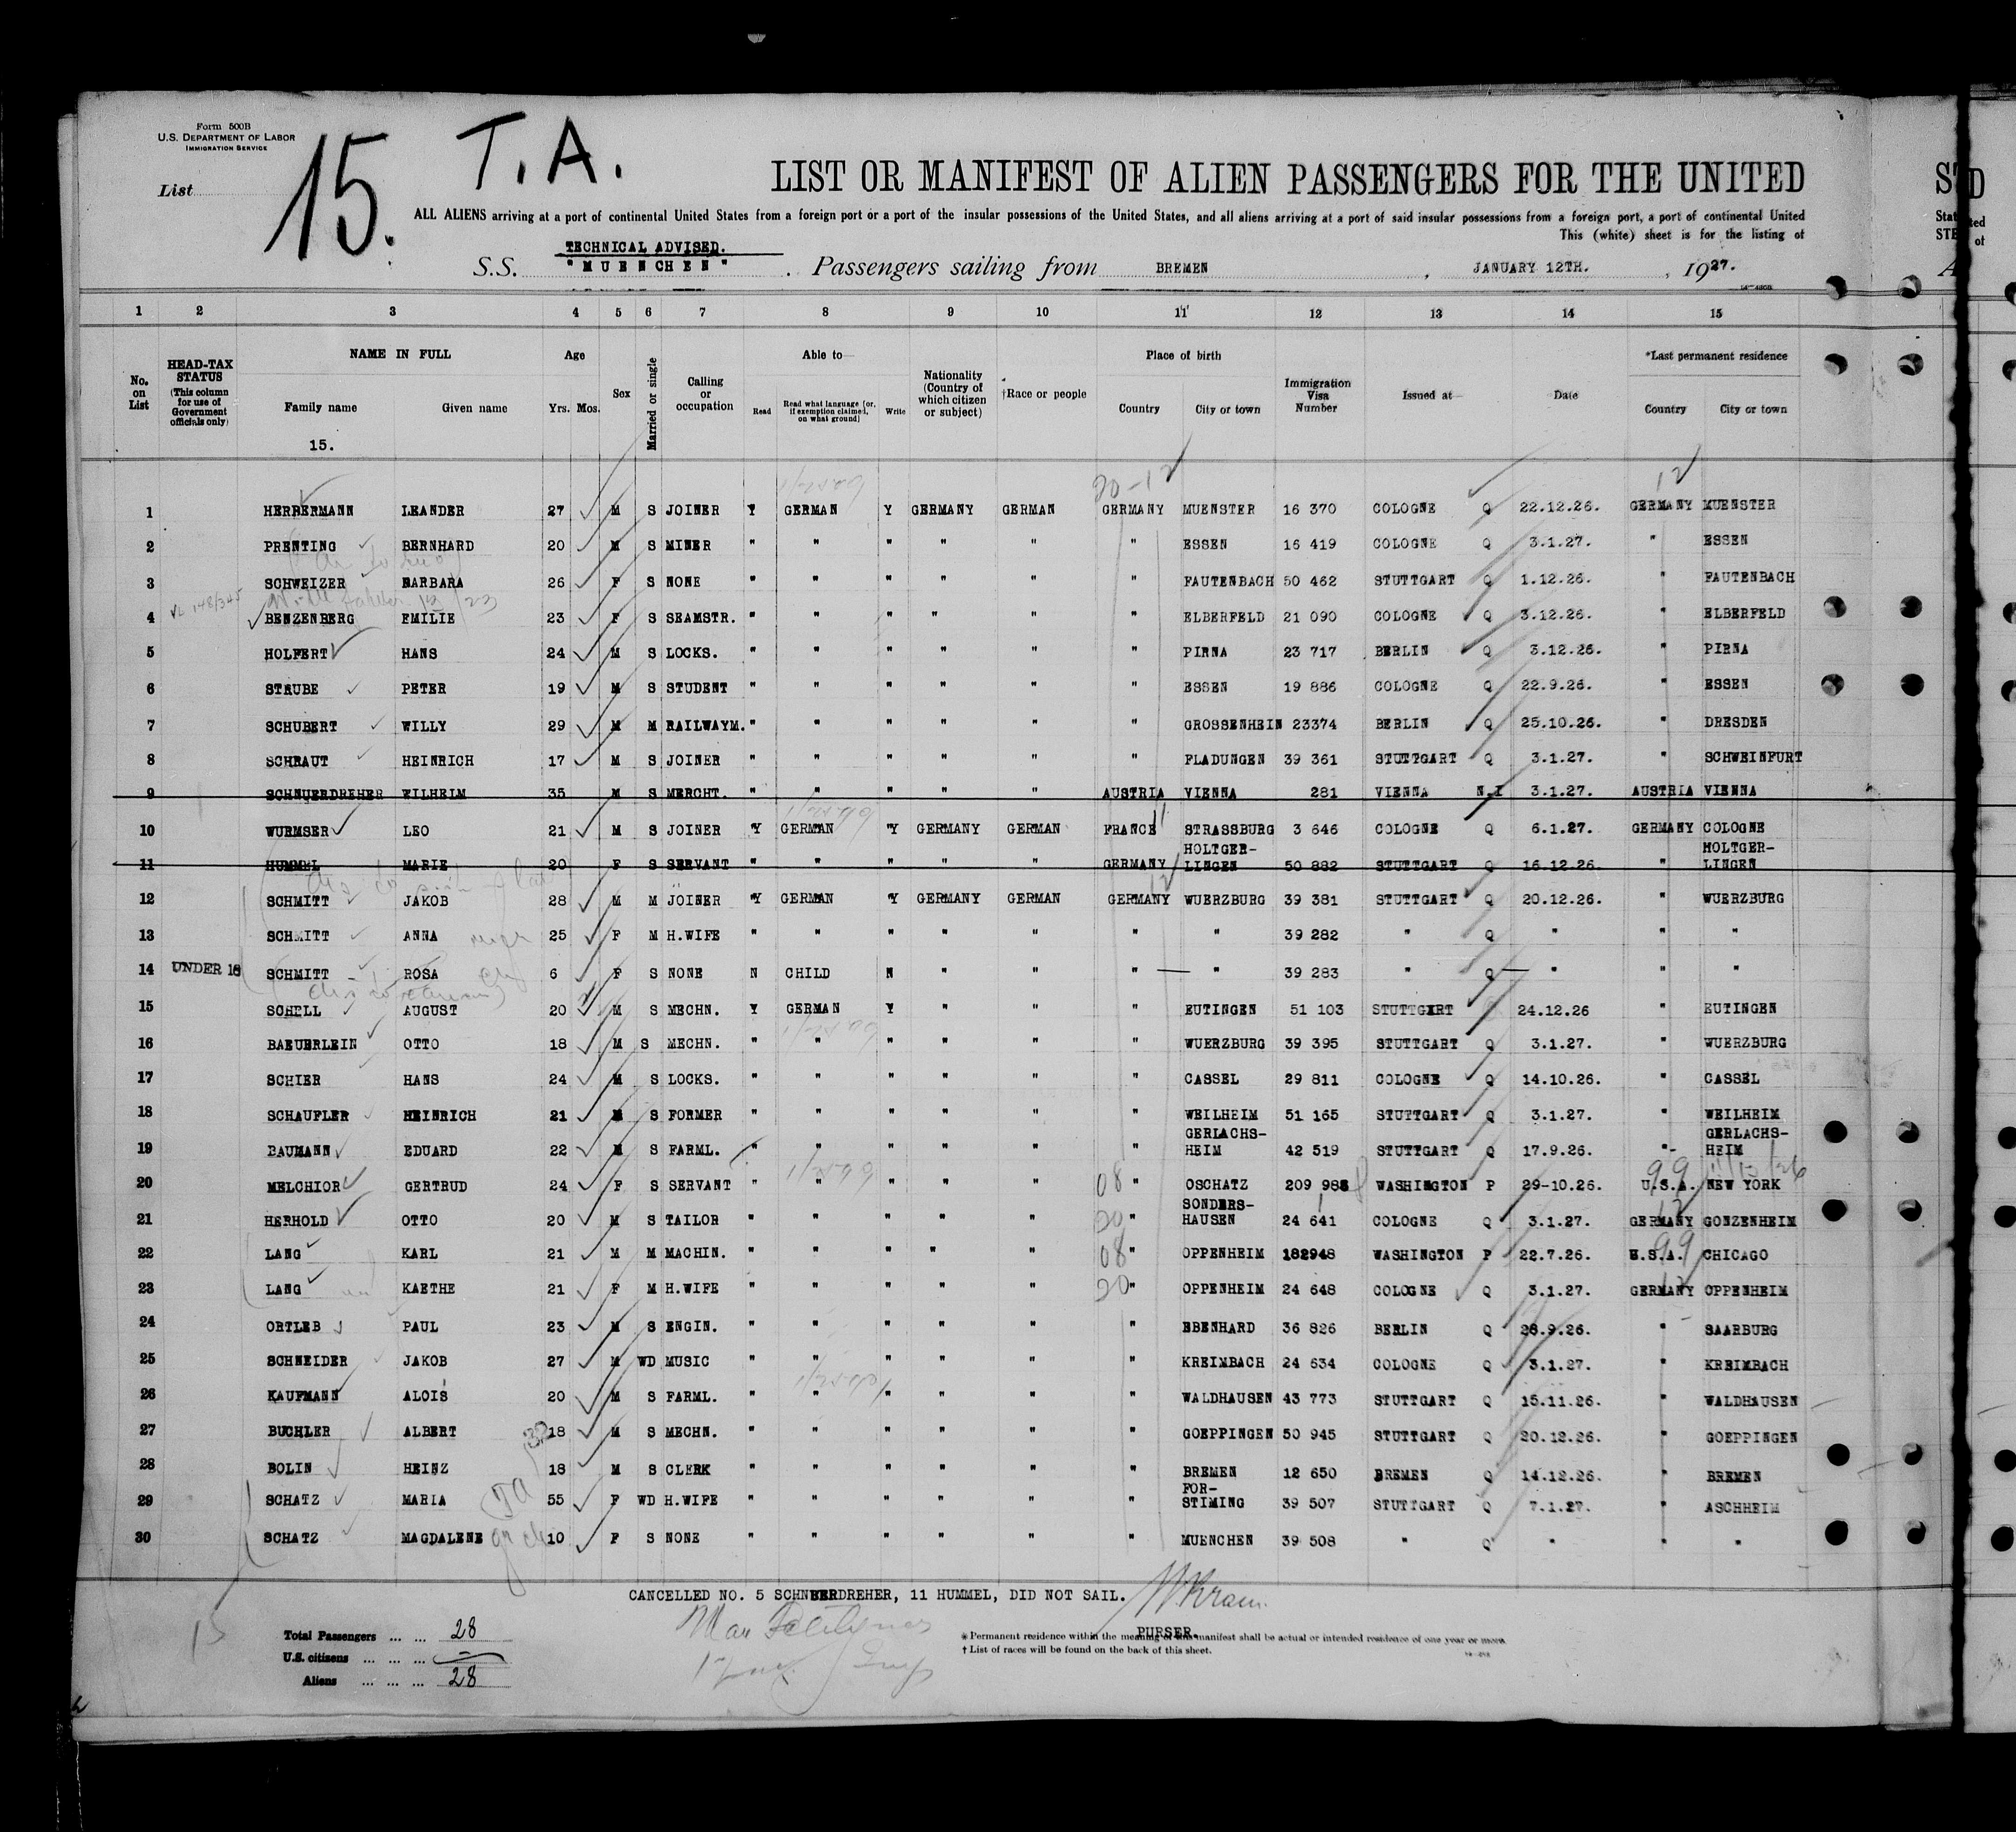 Form 500B
U.S. DEPARTMENT OF LABOR
IMMIGRATION SERVICE
List 15. T.A.
LIST OR MANIFEST OF ALIEN PASSENGERS FOR THE UNITED
ALL ALIENS arriving at a port of continental United States from a foreign port or a port of the insular possessions of the United States, and all aliens arriving at a port of said insular possessions from a foreign port, a port of continental United
This (white) sheet is for the listing of
TECHNICAL ADVISED.
S.S. "MUENCHEN" . Passengers sailing from BREMEN , JANUARY 12TH. , 1927.
1 2 3 4 5 6 7 8 9 10 11 12 13 14 15
No. on List HEAD-TAX STATUS (This column for use of Government officials only) NAME IN FULL Family name Given name Age Yrs. Mos. Sex Married or single Calling or occupation Able to Read Read what language (or, if exemption claimed, on what ground) Write Nationality (Country of which citizen or subject) †Race or people Place of birth Country City or town Immigration Visa Number Issued at Date *Last permanent residence Country City or town
15.
1 HERBERMANN LEANDER 27 M S JOINER Y GERMAN Y GERMANY GERMAN GERMANY MUENSTER 16 370 COLOGNE Q 22.12.26. GERMANY MUENSTER
2 PRENTING BERNHARD 20 M S MINER " " " " " " ESSEN 16 419 COLOGNE Q 3.1.27. " ESSEN
3 SCHWEIZER BARBARA 26 F S NONE " " " " " " FAUTENBACH 50 462 STUTTGART Q 1.12.26. " FAUTENBACH
4 BENZENBERG EMILIE 23 F S SEAMSTR. " " " " " " ELBERFELD 21 090 COLOGNE Q 3.12.26. " ELBERFELD
5 HOLFERT HANS 24 M S LOCKS. " " " " " " PIRNA 23 717 BERLIN Q 3.12.26. " PIRNA
6 STRUBE PETER 19 M S STUDENT " " " " " " ESSEN 19 886 COLOGNE Q 22.9.26. " ESSEN
7 SCHUBERT WILLY 29 M M RAILWAYM. " " " " " " GROSSENHEIN 23374 BERLIN Q 25.10.26. " DRESDEN
8 SCHRAUT HEINRICH 17 M S JOINER " " " " " " FLADUNGEN 39 361 STUTTGART Q 3.1.27. " SCHWEINFURT
9 SCHNUERDREHER WILHEIM 35 M S MERCHT. " " " " " AUSTRIA VIENNA 281 VIENNA N.I 3.1.27. AUSTRIA VIENNA
10 WURMSER LEO 21 M S JOINER Y GERMAN Y GERMANY GERMAN FRANCE STRASSBURG 3 646 COLOGNE Q 6.1.27. GERMANY COLOGNE
11 HUMMEL MARIE 20 F S SERVANT " " " " " GERMANY HOLTGER-LINGEN 50 882 STUTTGART Q 16.12.26 " HOLTGER-LINGEN
12 SCHMITT JAKOB 28 M M JOINER Y GERMAN Y GERMANY GERMAN GERMANY WUERZBURG 39 381 STUTTGART Q 20.12.26. " WUERZBURG
13 SCHMITT ANNA 25 F M H.WIFE " " " " " " " 39 282 " Q " " "
14 UNDER 16 SCHMITT ROSA 6 F S NONE N CHILD N " " " " 39 283 " Q " " "
15 SCHELL AUGUST 20 M S MECHN. Y GERMAN Y " " " EUTINGEN 51 103 STUTTGART 24.12.26 " EUTINGEN
16 BAEUERLEIN OTTO 18 M S MECHN. " " " " " " WUERZBURG 39 395 STUTTGART Q 3.1.27. " WUERZBURG
17 SCHIER HANS 24 M S LOCKS. " " " " " " CASSEL 29 811 COLOGNE Q 14.10.26. " CASSEL
18 SCHAUFLER HEINRICH 21 M S FORMER " " " " " " WEILHEIM 51 165 STUTTGART Q 3.1.27. " WEILHEIM
19 BAUMANN EDUARD 22 M S FARML. " " " " " GERLACHS-HEIM 42 519 STUTTGART Q 17.9.26. " GERLACHS-HEIM
20 MELCHIOR GERTRUD 24 F S SERVANT " " " " " 08 " OSCHATZ 209 988 WASHINGTON P 29-10.26. U.S.A. NEW YORK
21 HERHOLD OTTO 20 M S TAILOR " " " " " 20 " SONDERS-HAUSEN 24 641 COLOGNE Q 3.1.27. GERMANY GONZENHEIM
22 LANG KARL 21 M M MACHIN. " " " " " 08 " OPPENHEIM 182948 WASHINGTON P 22.7.26. U.S.A. CHICAGO
23 LANG KAETHE 21 F M H.WIFE " " " " " 20 " OPPENHEIM 24 648 COLOGNE Q 3.1.27. GERMANY OPPENHEIM
24 ORTLEB PAUL 23 M S ENGIN. " " " " " " EBENHARD 36 826 BERLIN Q 28.9.26. " SAARBURG
25 SCHNEIDER JAKOB 27 M WD MUSIC " " " " " " KREIMBACH 24 634 COLOGNE Q 3.1.27. " KREIMBACH
26 KAUFMANN ALOIS 20 M S FARML. " " " " " " WALDHAUSEN 43 773 STUTTGART Q 15.11.26. " WALDHAUSEN
27 BUCHLER ALBERT 18 M S MECHN. " " " " " " GOEPPINGEN 50 945 STUTTGART Q 20.12.26. " GOEPPINGEN
28 BOLIN HEINZ 18 M S CLERK " " " " " " BREMEN 12 650 BREMEN Q 14.12.26. " BREMEN
29 SCHATZ MARIA 55 F WD H.WIFE " " " " " " FOR-STIMING 39 507 STUTTGART Q 7.1.27. " ASCHHEIM
30 SCHATZ MAGDALENE 10 F S NONE " " " " " " MUENCHEN 39 508 " Q " " "
CANCELLED NO. 5 SCHNEERDREHER, 11 HUMMEL, DID NOT SAIL.
PURSER.
Total Passengers ... ... 28
U.S. citizens ... ... ... -
Aliens ... ... ... 28
* Permanent residence within the meaning of this manifest shall be actual or intended residence of one year or more.
† List of races will be found on the back of this sheet.